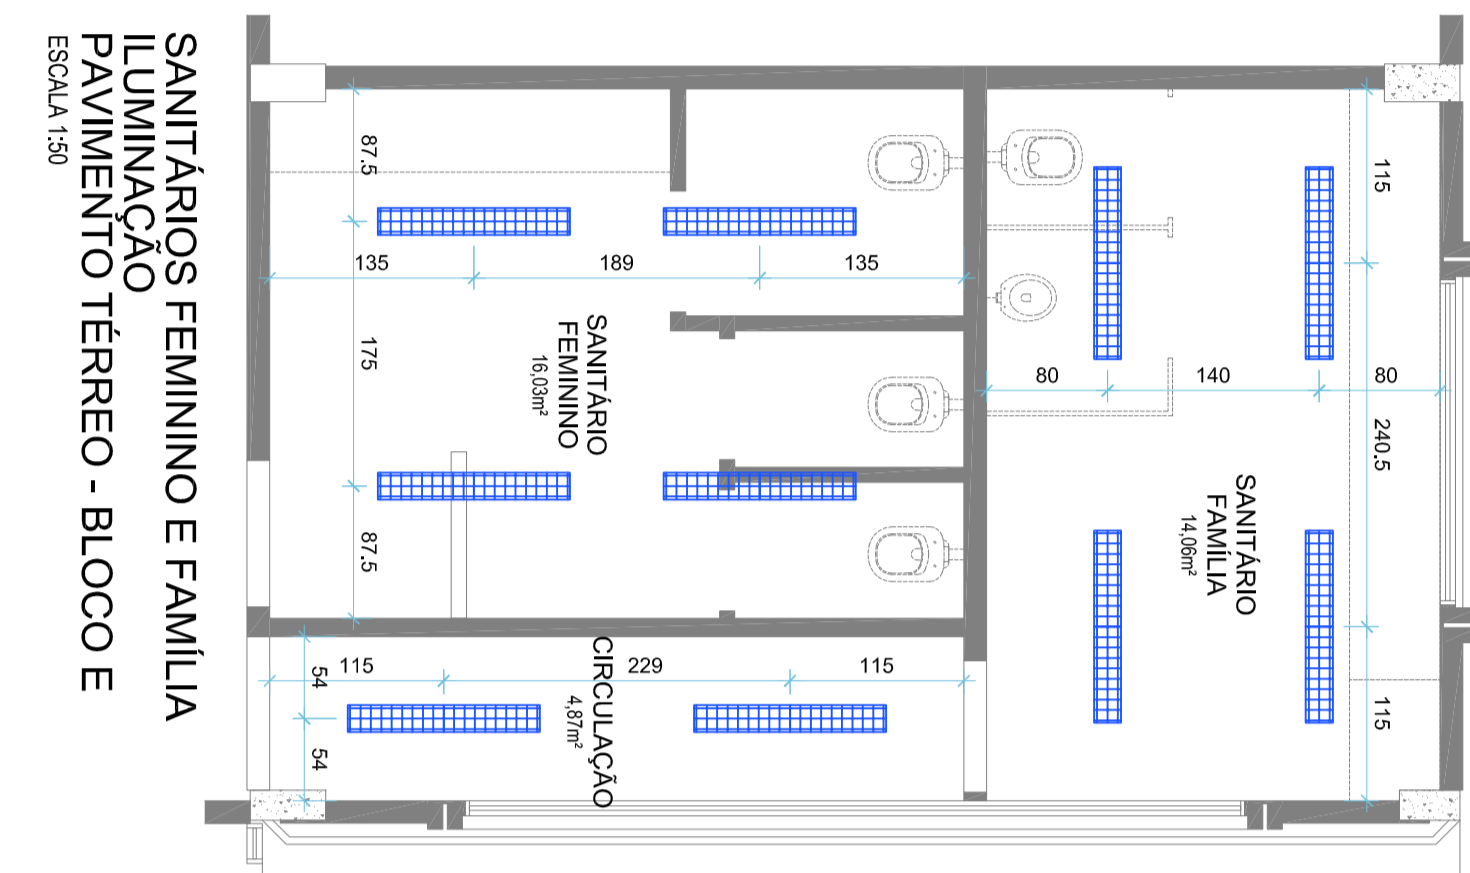 SANITÁRIOS FEMININO E FAMÍLIA
ILUMINAÇÃO
PAVIMENTO TÉRREO - BLOCO E
ESCALA 1:50
87.5
175
87.5
135
189
135
SANITÁRIO
FEMININO
16,03m²
115
229
115
54
54
CIRCULAÇÃO
4,87m²
80
140
80
115
240.5
115
SANITÁRIO
FAMÍLIA
14,06m²